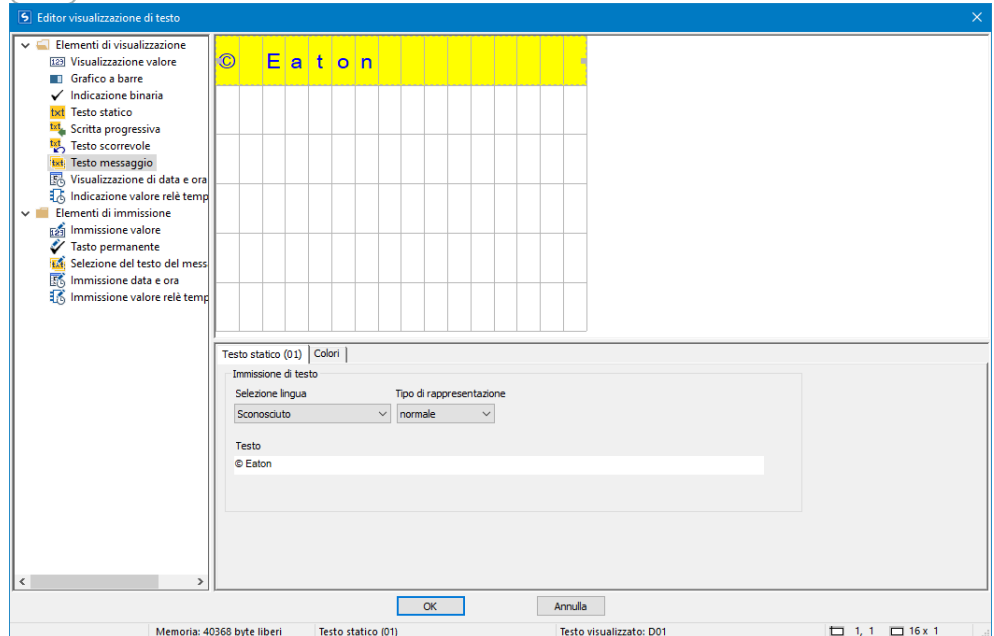 Editor visualizzazione di testo
Elementi di visualizzazione
Visualizzazione valore
Grafico a barre
Indicazione binaria
Testo statico
Scritta progressiva
Testo scorrevole
Testo messaggio
Visualizzazione di data e ora
Indicazione valore relè temp
Elementi di immissione
Immissione valore
Tasto permanente
Selezione del testo del mess
Immissione data e ora
Immissione valore relè temp
© Eaton
Testo statico (01) Colori
Immissione di testo
Selezione lingua Tipo di rappresentazione
Sconosciuto normale
Testo
© Eaton
OK Annulla
Memoria: 40368 byte liberi Testo statico (01) Testo visualizzato: D01 1, 1 16 x 1